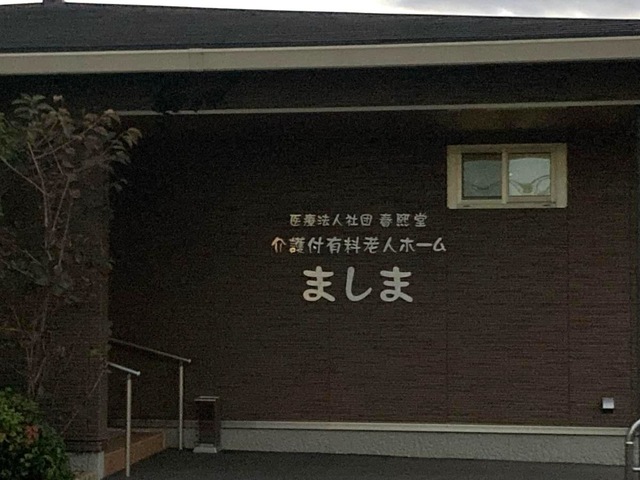 医療法人社団 春熙堂
介護付有料老人ホーム
ましま